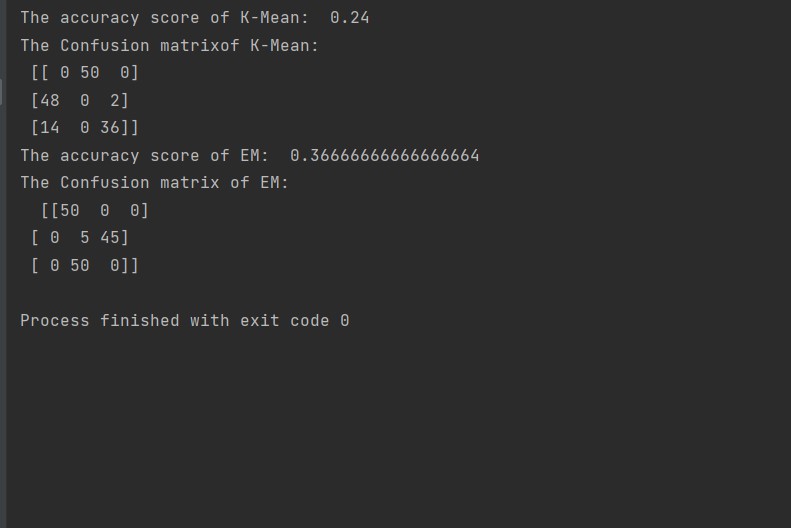 The accuracy score of K-Mean:  0.24
The Confusion matrixof K-Mean:
 [[ 0 50  0]
 [48  0  2]
 [14  0 36]]
The accuracy score of EM:  0.36666666666666664
The Confusion matrix of EM:
  [[50  0  0]
 [ 0  5 45]
 [ 0 50  0]]
Process finished with exit code 0